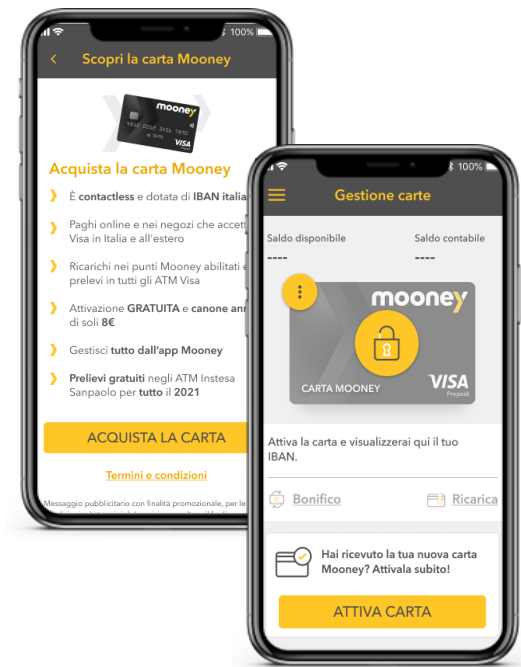 100%
Scopri la carta Mooney
mooney
VISA
Acquista la carta Mooney
È contactless e dotata di IBAN italia
Paghi online e nei negozi che accett
Visa in Italia e all'estero
Ricarichi nei punti Mooney abilitati e
prelevi in tutti gli ATM Visa
Attivazione GRATUITA e canone ann
di soli 8€
Gestisci tutto dall'app Mooney
Prelievi gratuiti negli ATM Instesa
Sanpaolo per tutto il 2021
ACQUISTA LA CARTA
Termini e condizioni
Messaggio pubblicitario con finalità promozionale, per le
100%
Gestione carte
Saldo disponibile
Saldo contabile
----
----
mooney
CARTA MOONEY
VISA
Prepaid
Attiva la carta e visualizzerai qui il tuo
IBAN.
Bonifico
Ricarica
Hai ricevuto la tua nuova carta
Mooney? Attivala subito!
ATTIVA CARTA